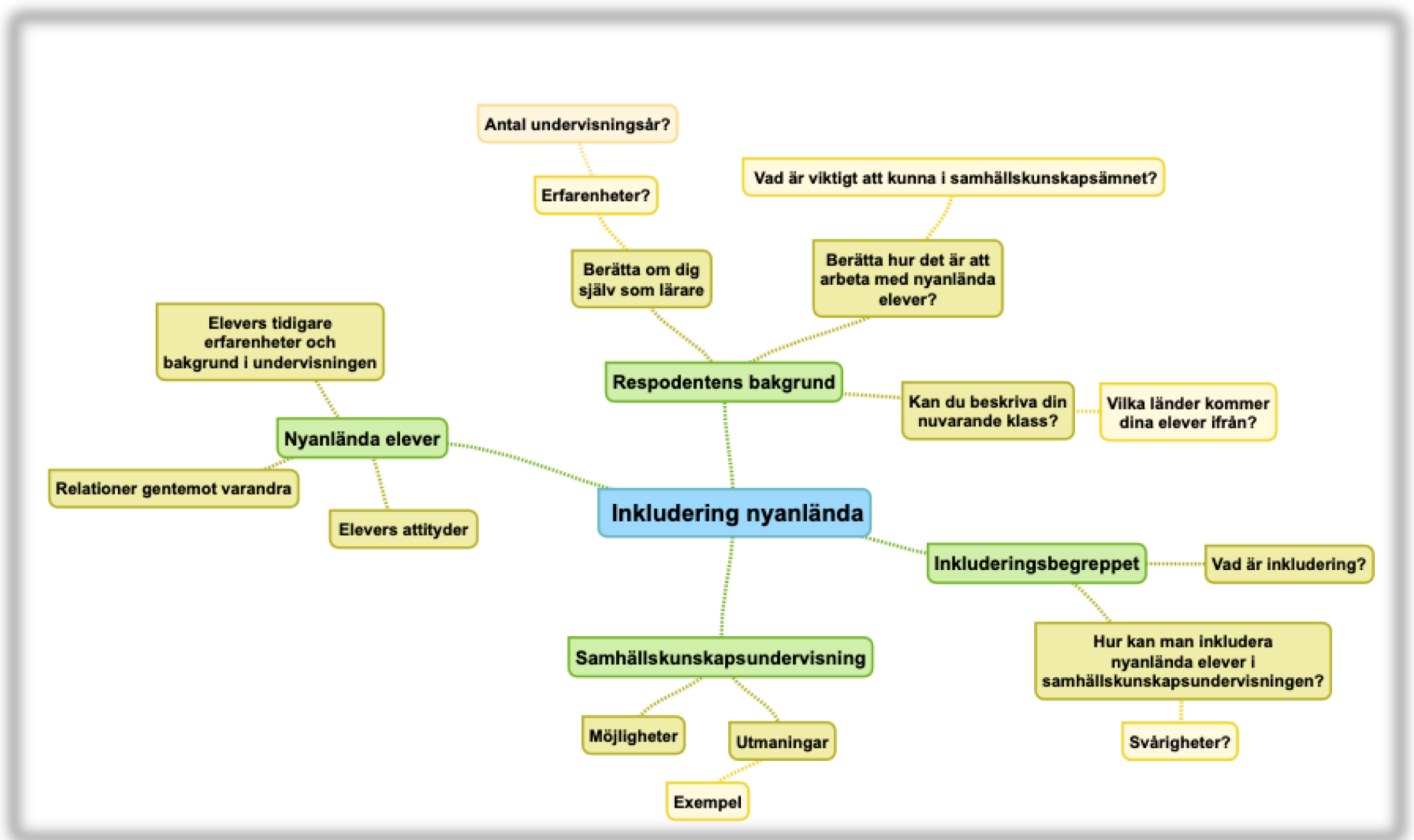 Antal undervisningsår?
Vad är viktigt att kunna i samhällskunskapsämnet?
Erfarenheter?
Berätta om dig
själv som lärare
Berätta hur det är att
arbeta med nyanlända
elever?
Elevers tidigare
erfarenheter och
bakgrund i undervisningen
Respodentens bakgrund
Kan du beskriva din
nuvarande klass?
Vilka länder kommer
dina elever ifrån?
Nyanlända elever
Relationer gentemot varandra
Elevers attityder
Inkludering nyanlända
Inkluderingsbegreppet
Vad är inkludering?
Hur kan man inkludera
nyanlända elever i
samhällskunskapsundervisningen?
Svårigheter?
Samhällskunskapsundervisning
Möjligheter
Utmaningar
Exempel